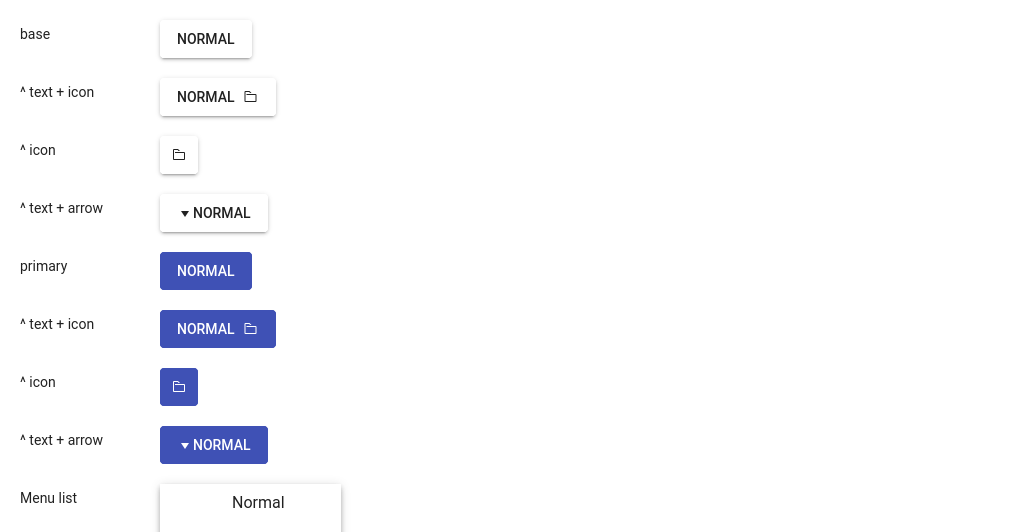 base NORMAL
^ text + icon NORMAL
^ icon
^ text + arrow NORMAL
primary NORMAL
^ text + icon NORMAL
^ icon
^ text + arrow NORMAL
Menu list Normal